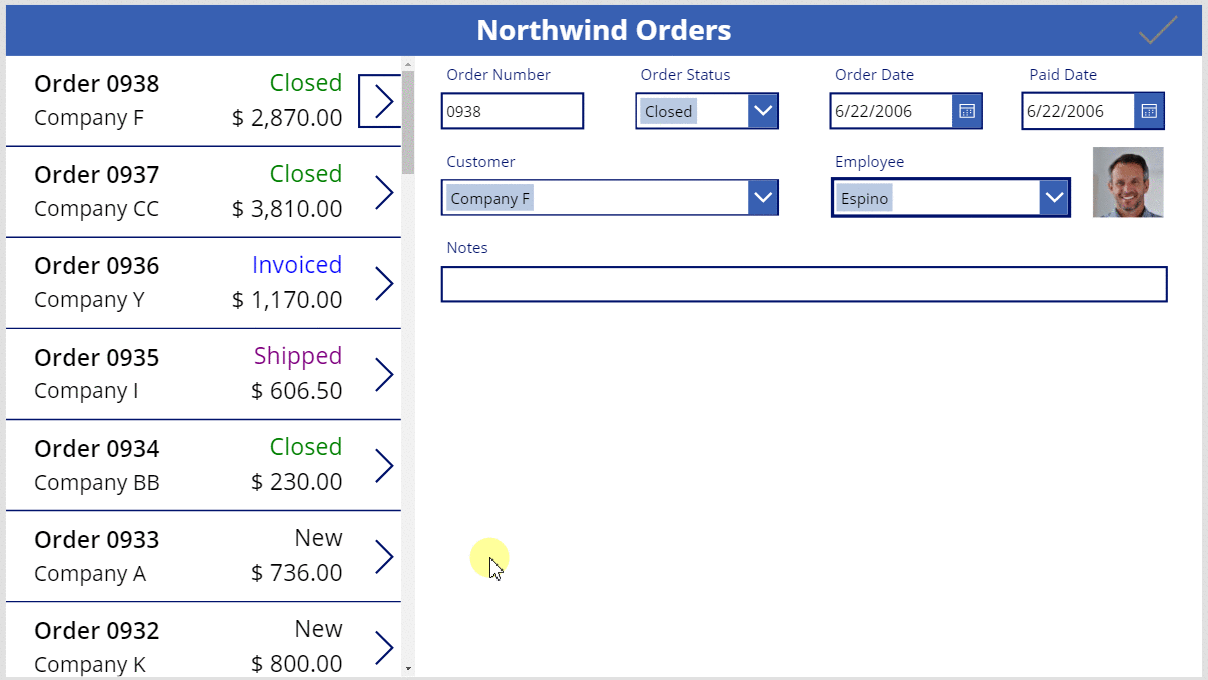 Northwind Orders
Order 0938 Closed
Company F $ 2,870.00
Order 0937 Closed
Company CC $ 3,810.00
Order 0936 Invoiced
Company Y $ 1,170.00
Order 0935 Shipped
Company I $ 606.50
Order 0934 Closed
Company BB $ 230.00
Order 0933 New
Company A $ 736.00
Order 0932 New
Company K $ 800.00
Order Number Order Status Order Date Paid Date
0938 Closed 6/22/2006 6/22/2006
Customer Employee
Company F Espino
Notes